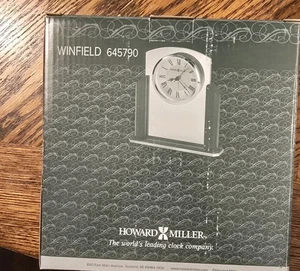 WINFIELD 645790
HOWARD MILLER
The world's leading clock company.